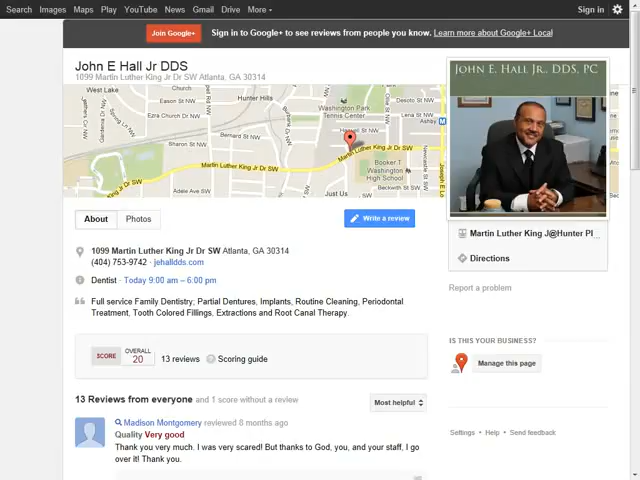 Search Images Maps Play YouTube News Gmail Drive More Sign in
Join Google+ Sign in to Google+ to see reviews from people you know. Learn more about Google+ Local
John E Hall Jr DDS
1099 Martin Luther King Jr Dr SW Atlanta, GA 30314
JOHN E. HALL JR., DDS, PC
West Lake
Eason St NW
Hunter Hills
Washington Park
Tennis Center
Desoto St NW
Ezra Church Dr NW
Bernard St NW
Sharon St NW
Martin Luther King Jr Dr SW
Booker T
Washington
High School
Adele Ave SW
Just Us
Beckwith St SW
About Photos Write a review
Martin Luther King J@Hunter Pl ...
Directions
Report a problem
1099 Martin Luther King Jr Dr SW Atlanta, GA 30314
(404) 753-9742 · jehalldds.com
Dentist · Today 9:00 am – 6:00 pm
Full service Family Dentistry; Partial Dentures, Implants, Routine Cleaning, Periodontal
Treatment, Tooth Colored Fillings. Extractions and Root Canal Therapy.
SCORE OVERALL 20 13 reviews Scoring guide
IS THIS YOUR BUSINESS?
Manage this page
13 Reviews from everyone and 1 score without a review Most helpful
Madison Montgomery reviewed 8 months ago
Quality Very good
Thank you very much. I was very scared! But thanks to God, you, and your staff, I go
over it! Thank you.
Settings · Help · Send feedback